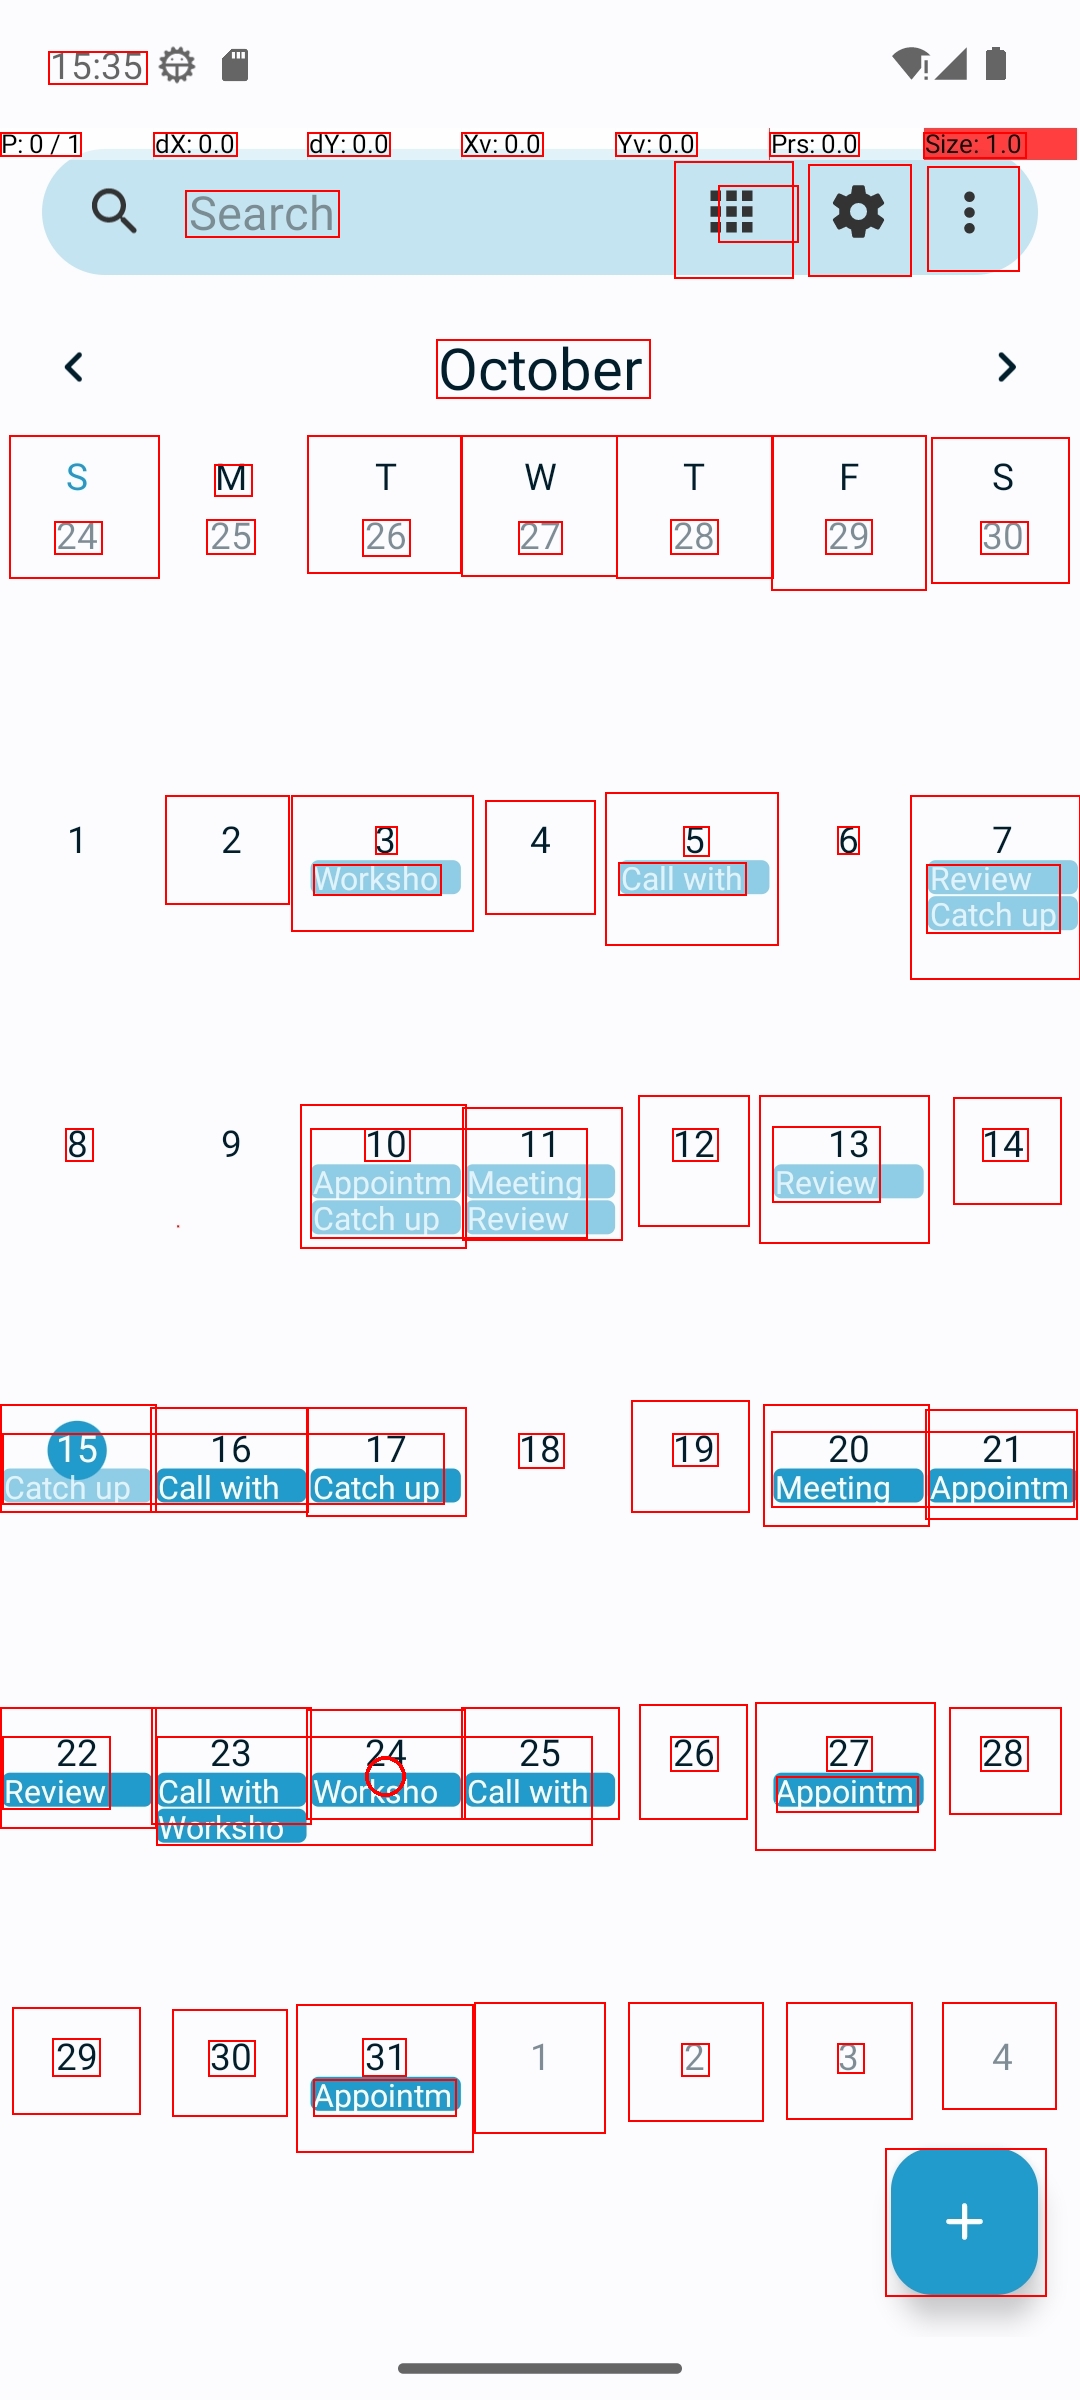 15:35
P: 0 / 1 dX: 0.0 dY: 0.0 Xv: 0.0 Yv: 0.0 Prs: 0.0 Size: 1.0
Search
October
S M T W T F S
24 25 26 27 28 29 30
1 2 3 4 5 6 7
Worksho Call with Review
Catch up
8 9 10 11 12 13 14
Appointm Meeting Review
Catch up Review
15 16 17 18 19 20 21
Catch up Call with Catch up Meeting Appointm
22 23 24 25 26 27 28
Review Call with Worksho Call with Appointm
Worksho
29 30 31 1 2 3 4
Appointm